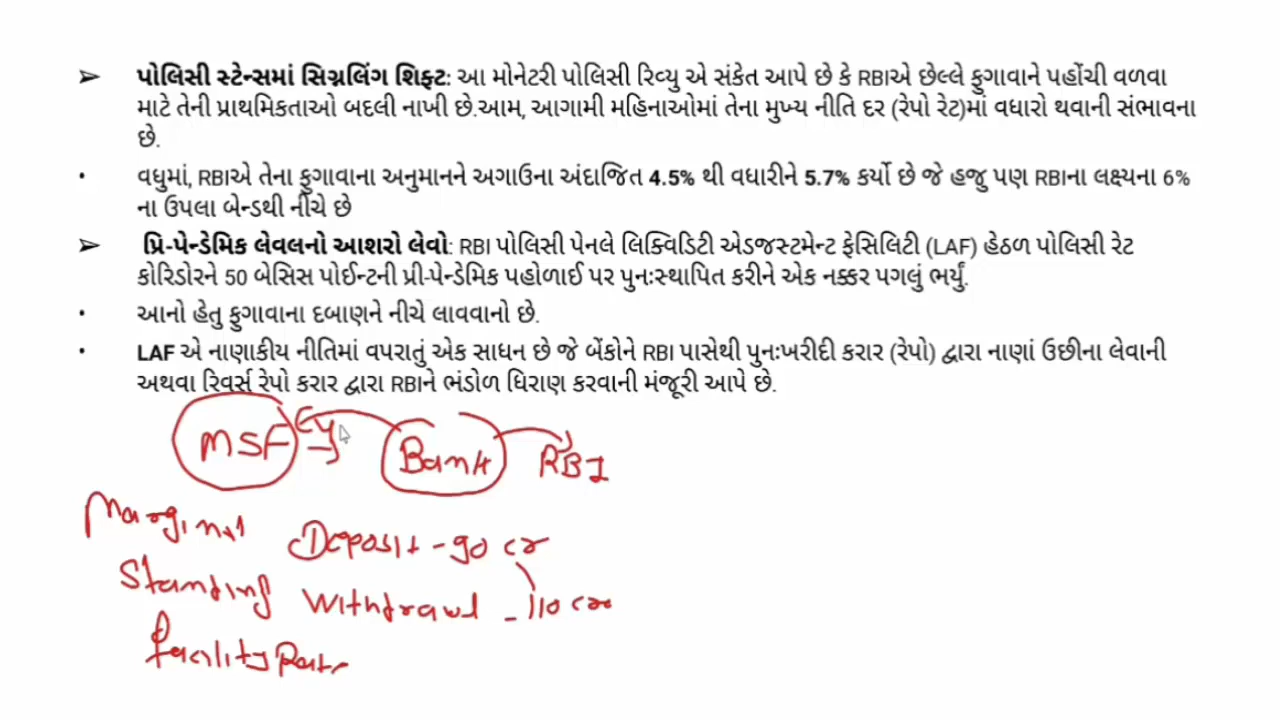 ➢ પોલિસી સ્ટેન્સમાં સિગ્નલિંગ શિફ્ટ: આ મોનેટરી પોલિસી રિવ્યુ એ સંકેત આપે છે કે RBIએ છેલ્લે ફુગાવાને પહોંચી વળવા
માટે તેની પ્રાથમિકતાઓ બદલી નાખી છે.આમ, આગામી મહિનાઓમાં તેના મુખ્ય નીતિ દર (રેપો રેટ)માં વધારો થવાની સંભાવના
છે.
• વધુમાં, RBIએ તેના ફુગાવાના અનુમાનને અગાઉના અંદાજિત 4.5% થી વધારીને 5.7% કર્યો છે જે હજુ પણ RBIના લક્ષ્યના 6%
ના ઉપલા બેન્ડથી નીચે છે
➢ પ્રિ-પેન્ડેમિક લેવલનો આશરો લેવો: RBI પોલિસી પેનલે લિક્વિડિટી એડજસ્ટમેન્ટ ફેસિલિટી (LAF) હેઠળ પોલિસી રેટ
કોરિડોરને 50 બેસિસ પોઈન્ટની પ્રી-પેન્ડેમિક પહોળાઈ પર પુનઃસ્થાપિત કરીને એક નક્કર પગલું ભર્યું.
• આનો હેતુ ફુગાવાના દબાણને નીચે લાવવાનો છે.
• LAF એ નાણાકીય નીતિમાં વપરાતું એક સાધન છે જે બેંકોને RBI પાસેથી પુનઃખરીદી કરાર (રેપો) દ્વારા નાણાં ઉછીના લેવાની
અથવા રિવર્સ રેપો કરાર દ્વારા RBIને ભંડોળ ધિરાણ કરવાની મંજૂરી આપે છે.
MSF Bank RBI
Marginal
Deposit - 90 cr
Standing
Withdrawl - 110 cr
facility Rate